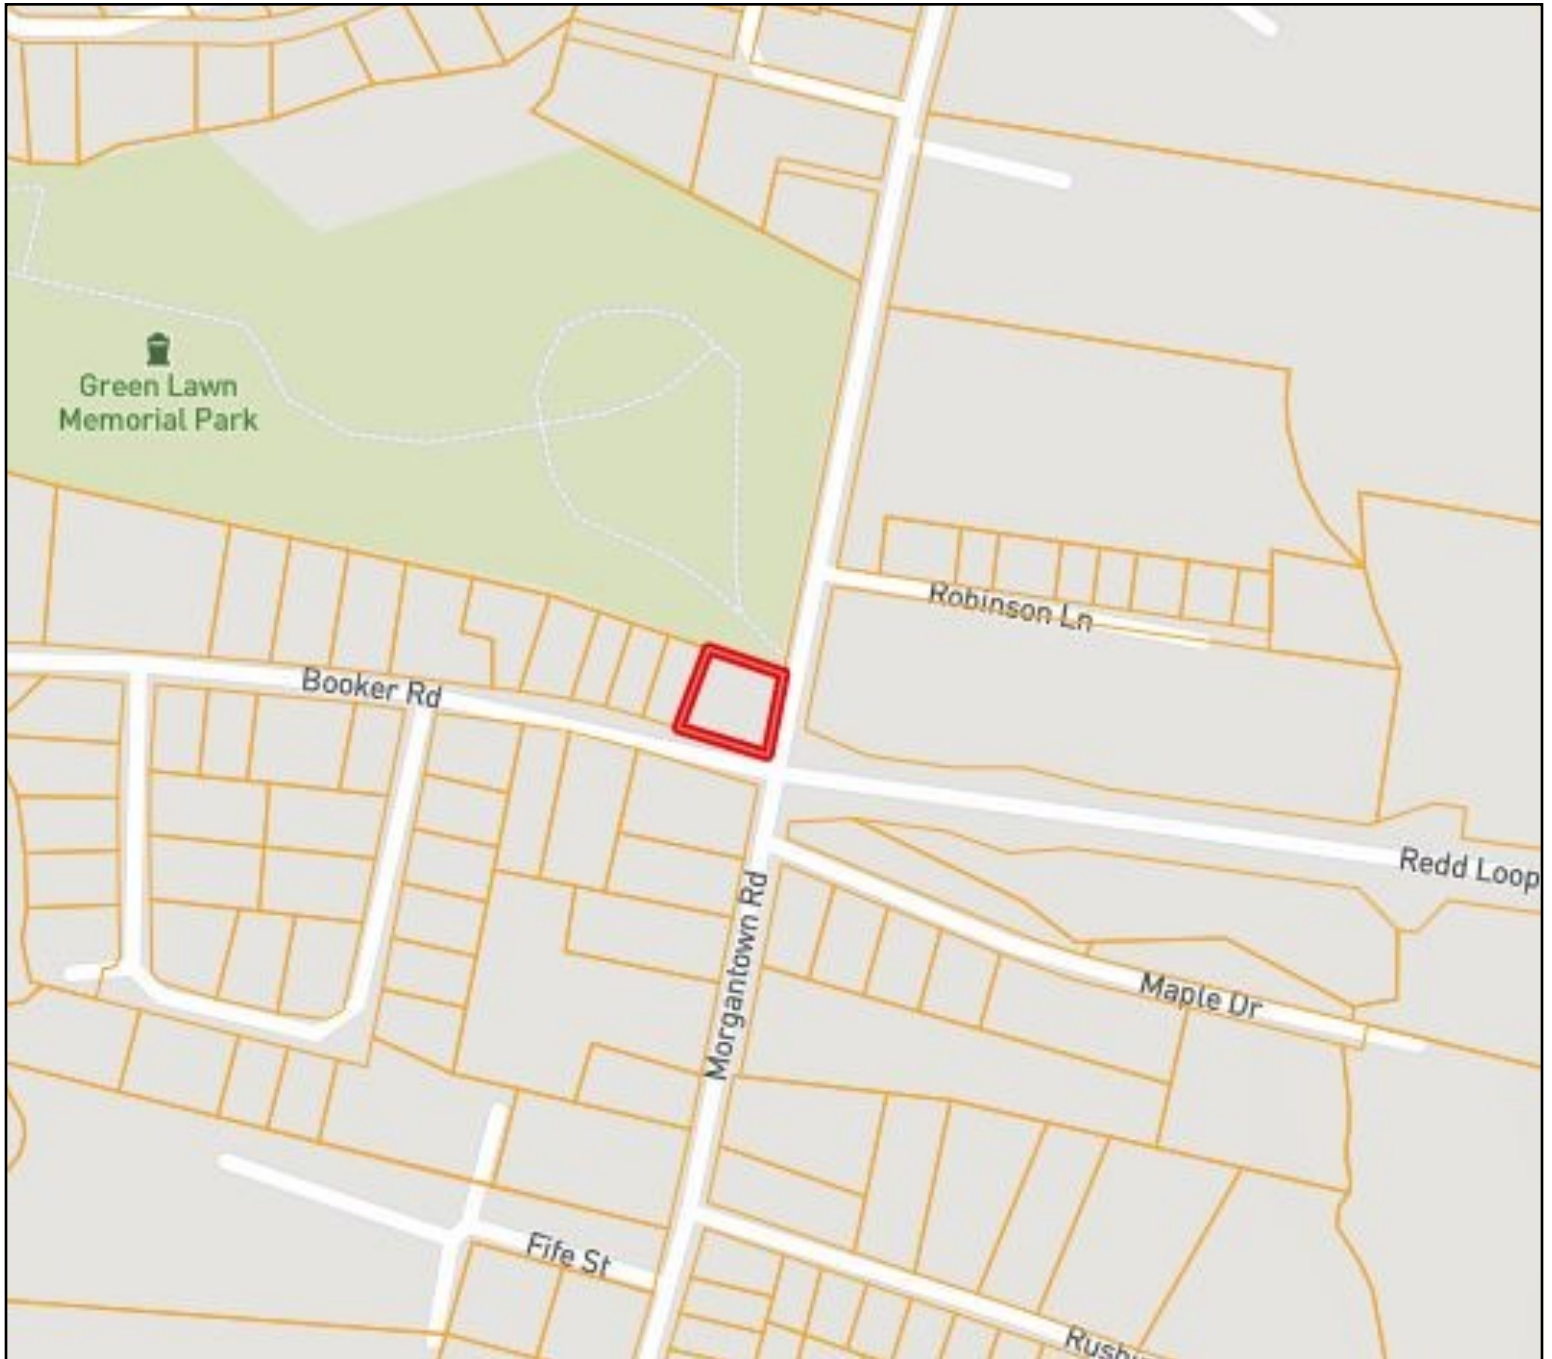 Green Lawn
Memorial Park
Robinson Ln
Booker Rd
Redd Loop
Morgantown Rd
Maple Dr
Fife St